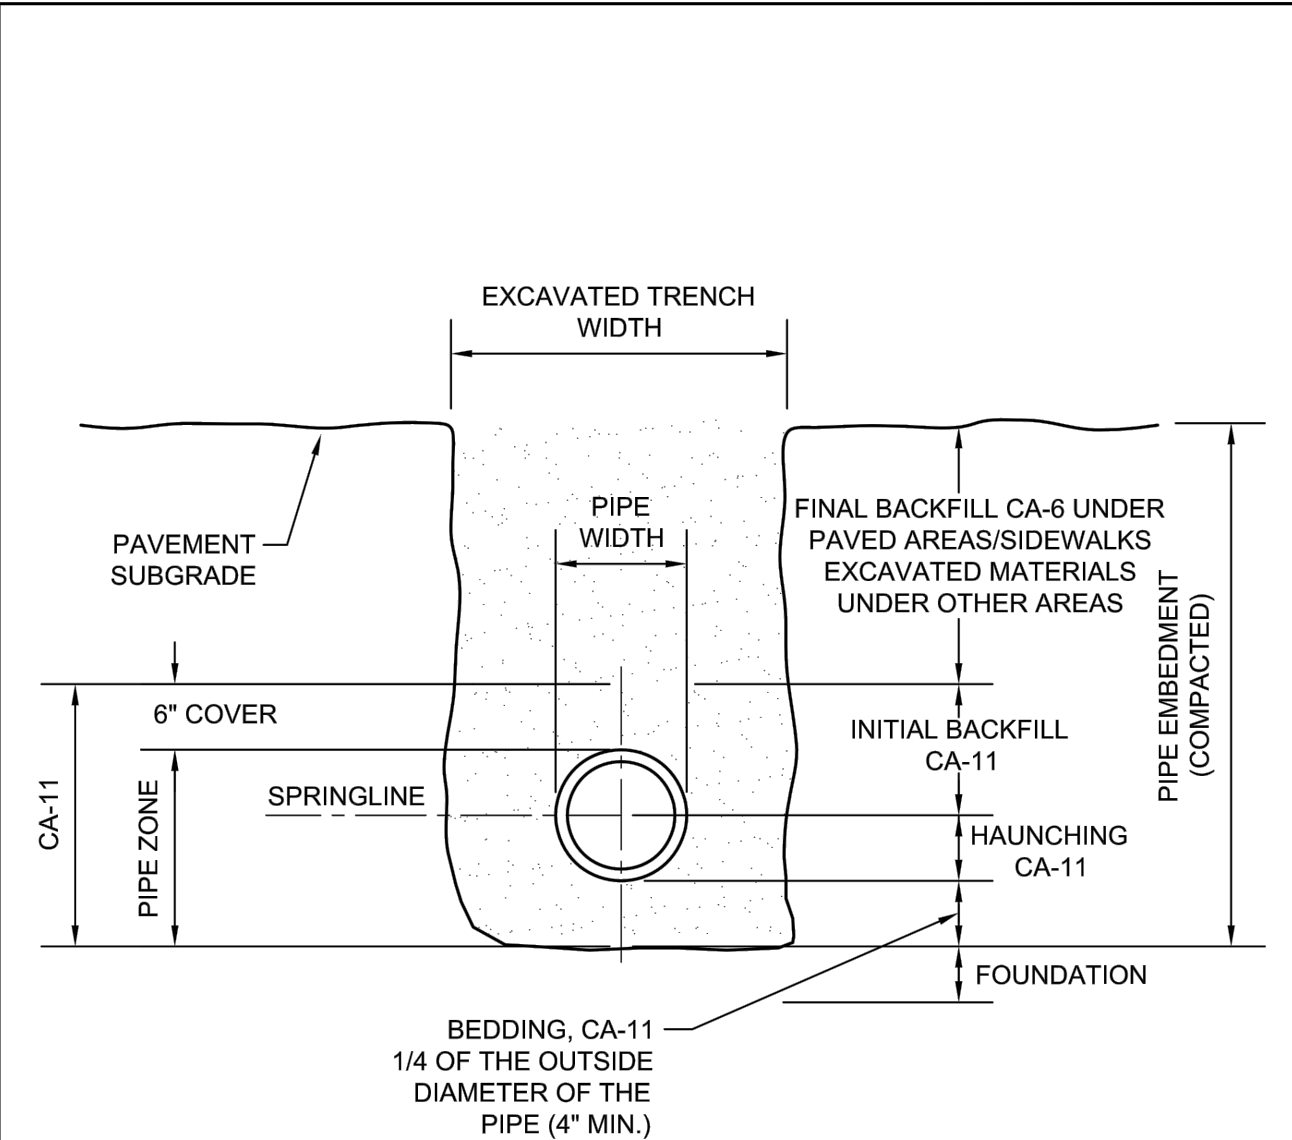 EXCAVATED TRENCH
WIDTH
PIPE
WIDTH
FINAL BACKFILL CA-6 UNDER
PAVED AREAS/SIDEWALKS
EXCAVATED MATERIALS
UNDER OTHER AREAS
PAVEMENT
SUBGRADE
PIPE EMBEDMENT
(COMPACTED)
6" COVER
INITIAL BACKFILL
CA-11
CA-11
PIPE ZONE
SPRINGLINE
HAUNCHING
CA-11
FOUNDATION
BEDDING, CA-11
1/4 OF THE OUTSIDE
DIAMETER OF THE
PIPE (4" MIN.)